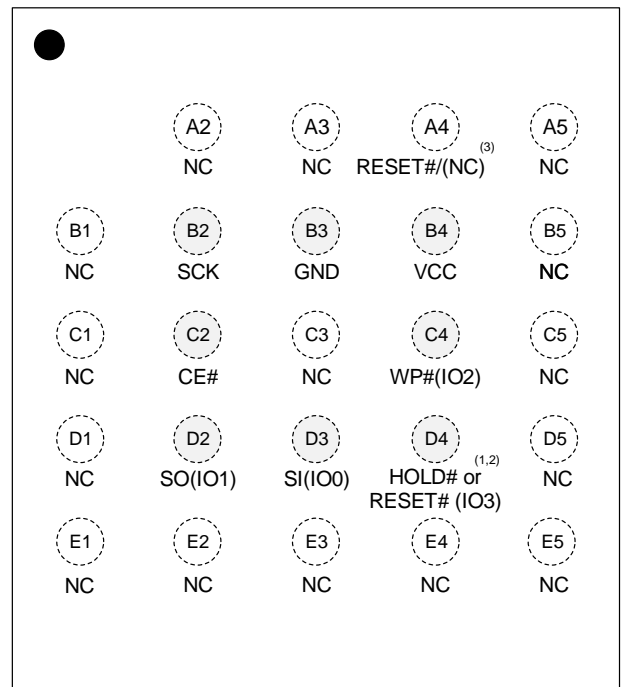 A2 A3 A4 A5
(3)
NC NC RESET#/(NC) NC
B1 B2 B3 B4 B5
NC SCK GND VCC NC
C1 C2 C3 C4 C5
NC CE# NC WP#(IO2) NC
D1 D2 D3 D4 D5
(1,2)
NC SO(IO1) SI(IO0) HOLD# or NC
RESET# (IO3)
E1 E2 E3 E4 E5
NC NC NC NC NC